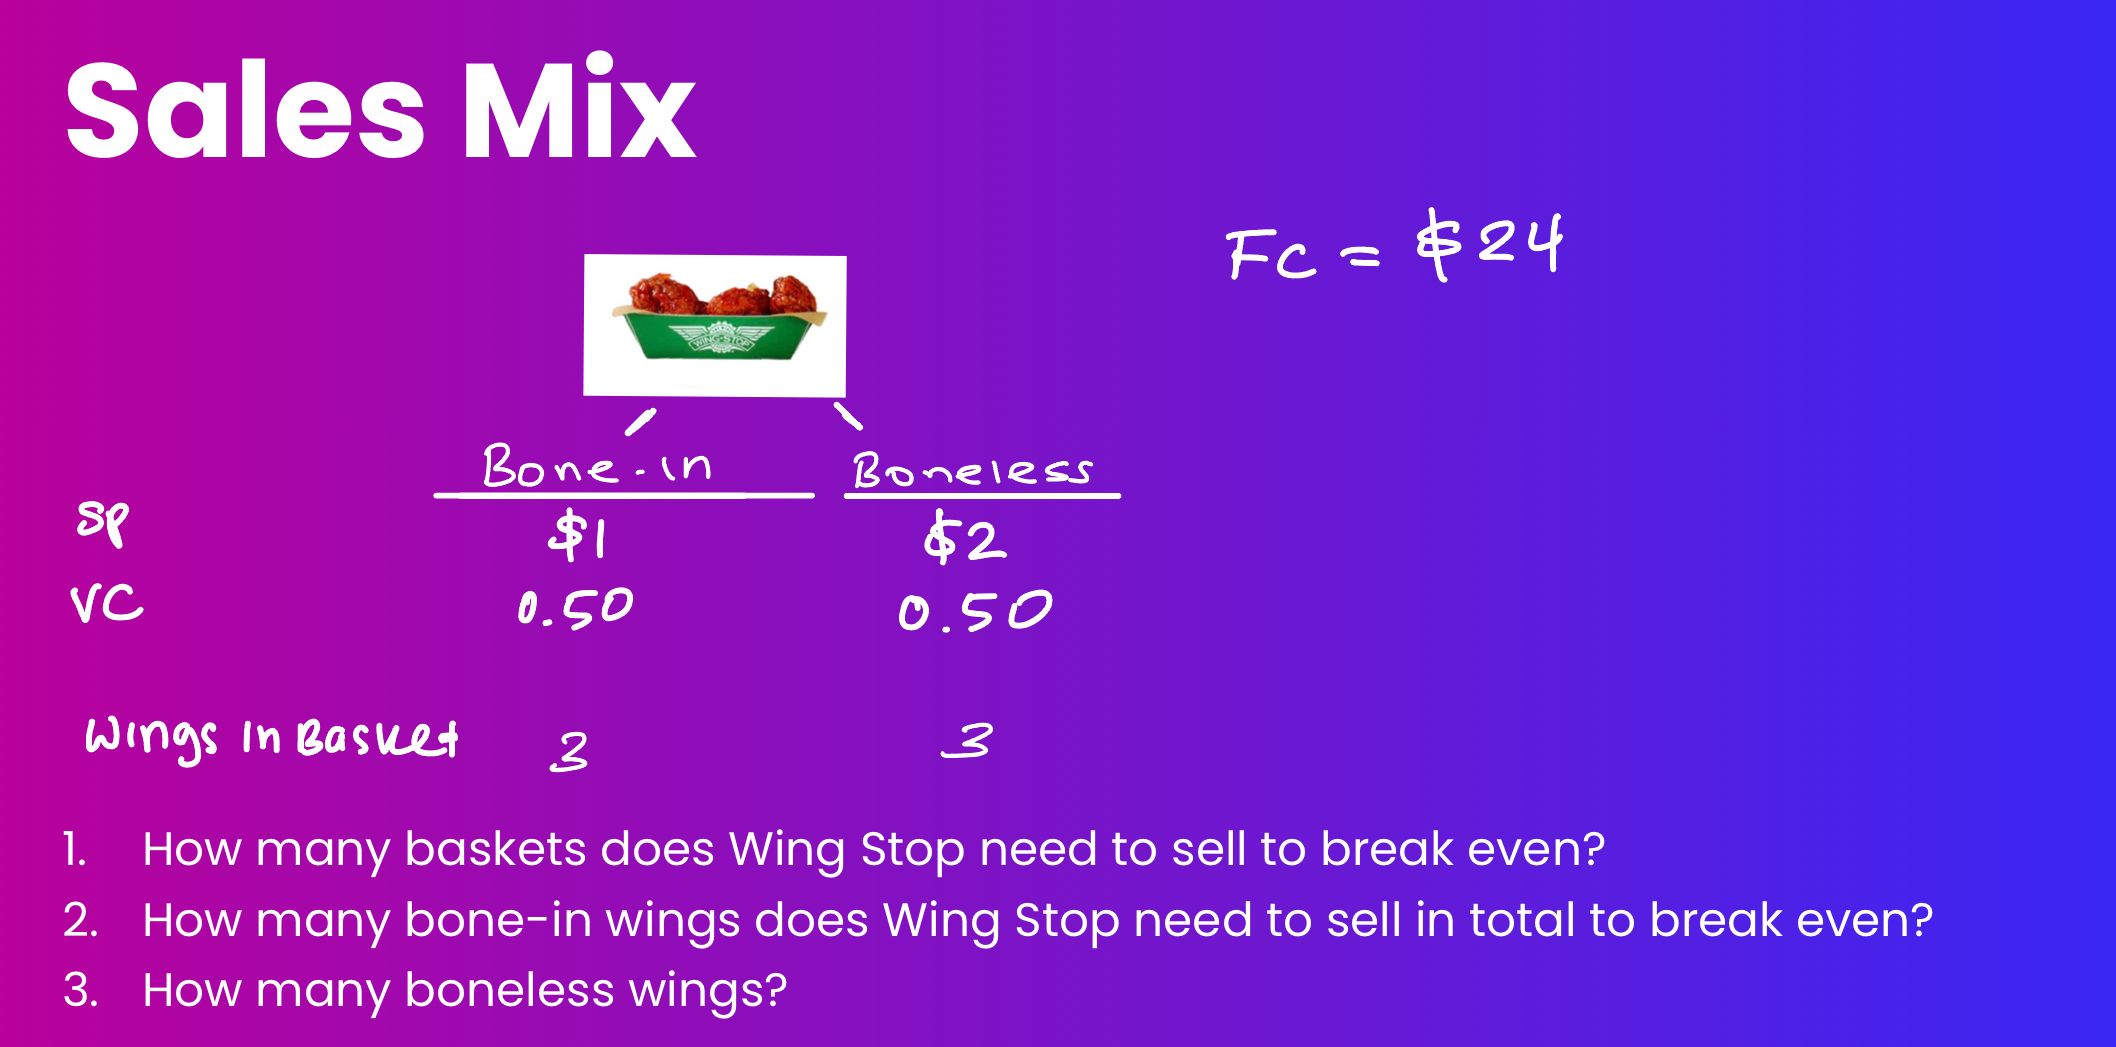 Sales Mix
FC = $24
WING·STOP
Bone-in Boneless
SP $1 $2
VC 0.50 0.50
Wings In Basket 3 3
1. How many baskets does Wing Stop need to sell to break even?
2. How many bone-in wings does Wing Stop need to sell in total to break even?
3. How many boneless wings?